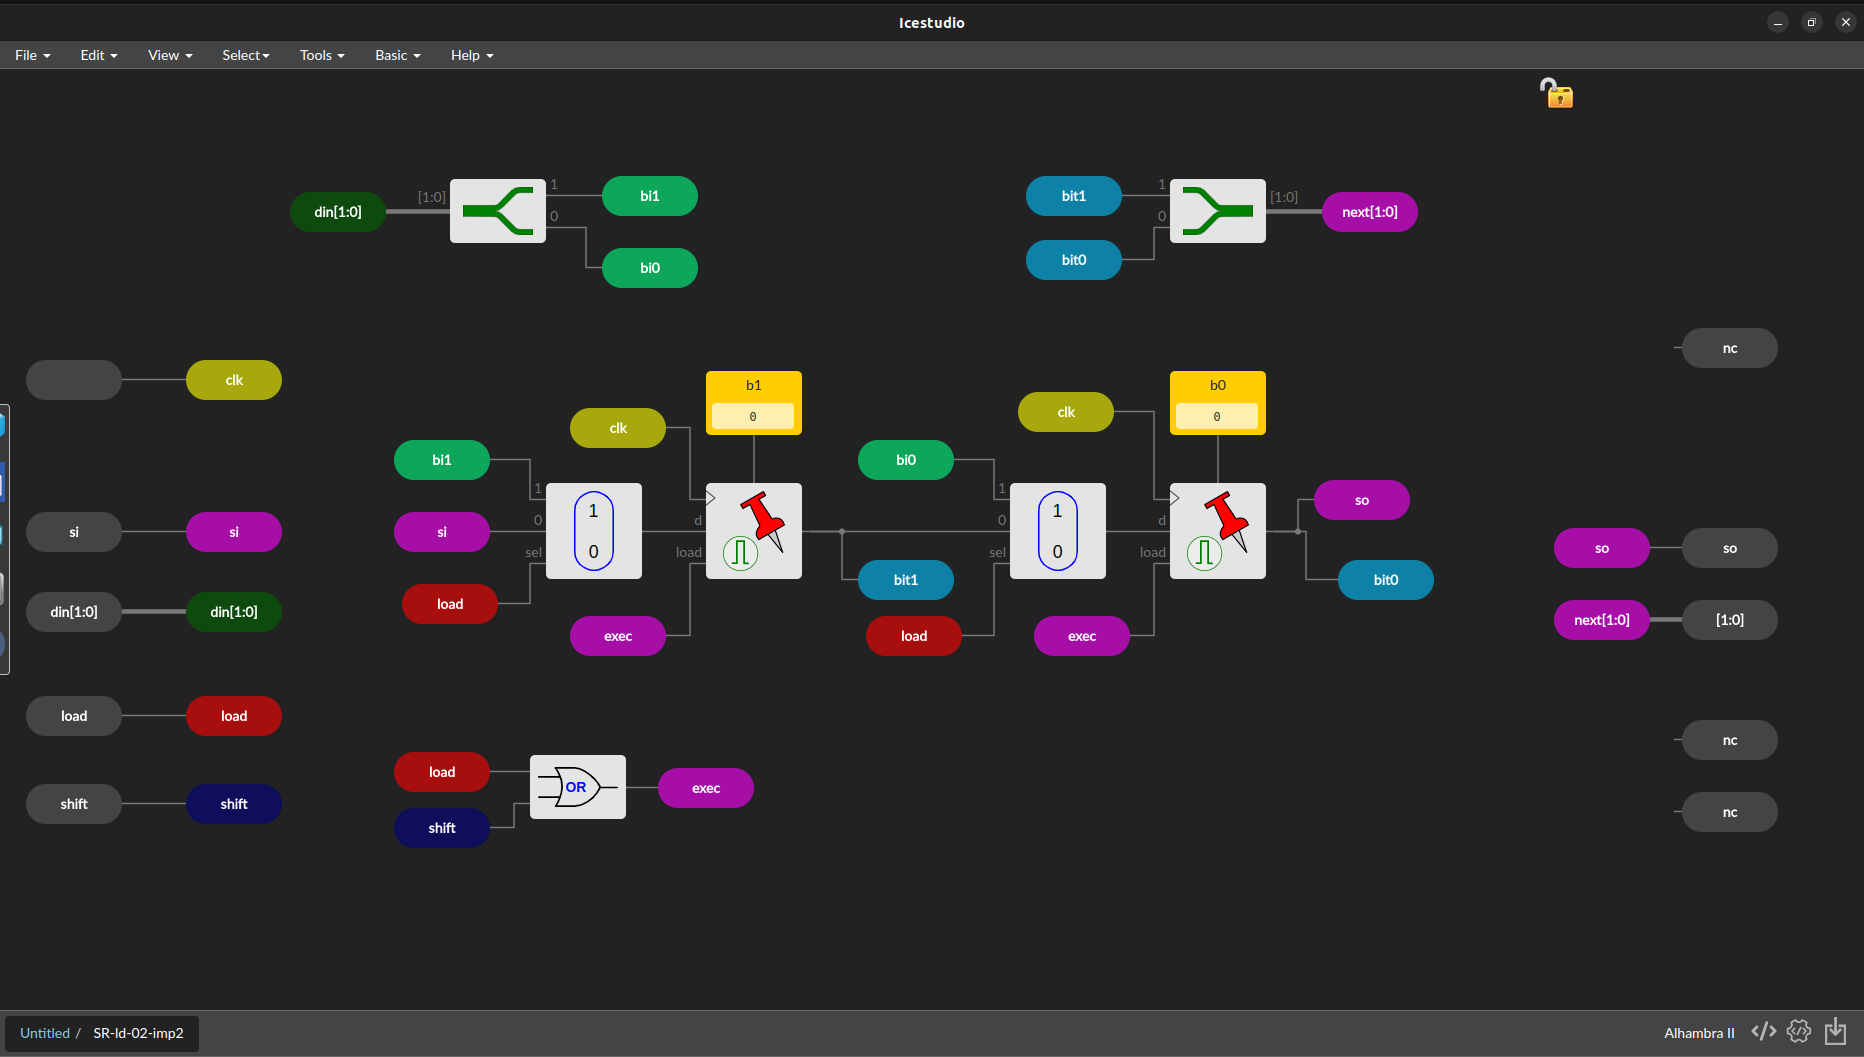 Icestudio
File Edit View Select Tools Basic Help
din[1:0] [1:0] 1 0 bi1
bi0
bit1 1 0 [1:0] next[1:0]
bit0
nc
clk
b1
0
b0
0
clk
clk
bi1 1
bi0 1
1
0
1
0
so
si si
si 0 d
0 d
so so
sel load
sel load
din[1:0] din[1:0]
load
bit1
bit0
exec
load
exec
next[1:0] [1:0]
load load
nc
load
OR
exec
shift shift
shift
nc
Untitled / SR-ld-02-imp2
Alhambra II </>